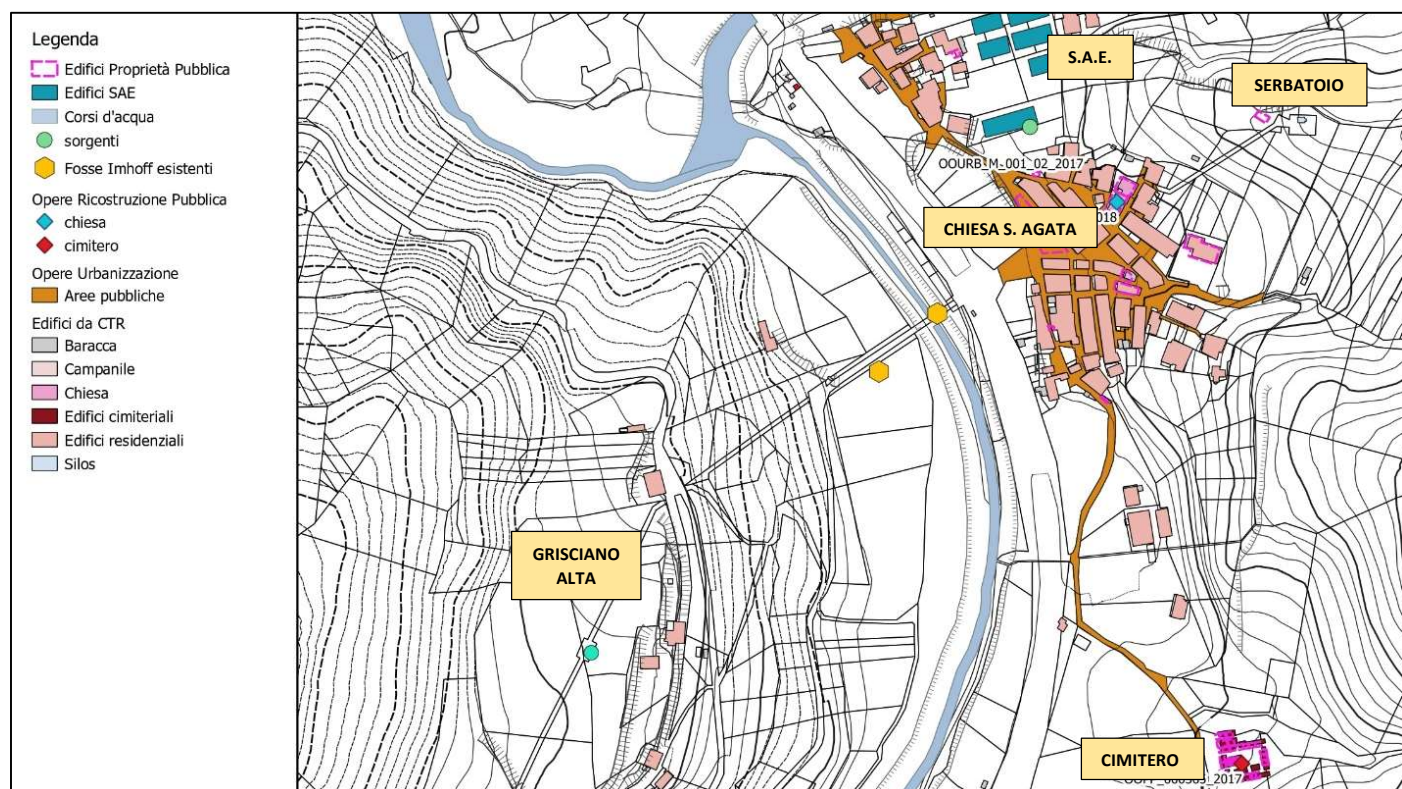 Legenda
Edifici Proprietà Pubblica
Edifici SAE
Corsi d'acqua
sorgenti
Fosse Imhoff esistenti
Opere Ricostruzione Pubblica
chiesa
cimitero
Opere Urbanizzazione
Aree pubbliche
Edifici da CTR
Baracca
Campanile
Chiesa
Edifici cimiteriali
Edifici residenziali
Silos
S.A.E.
SERBATOIO
OOURB_M_001_02_2017
CHIESA S. AGATA
018
GRISCIANO
ALTA
CIMITERO
2017